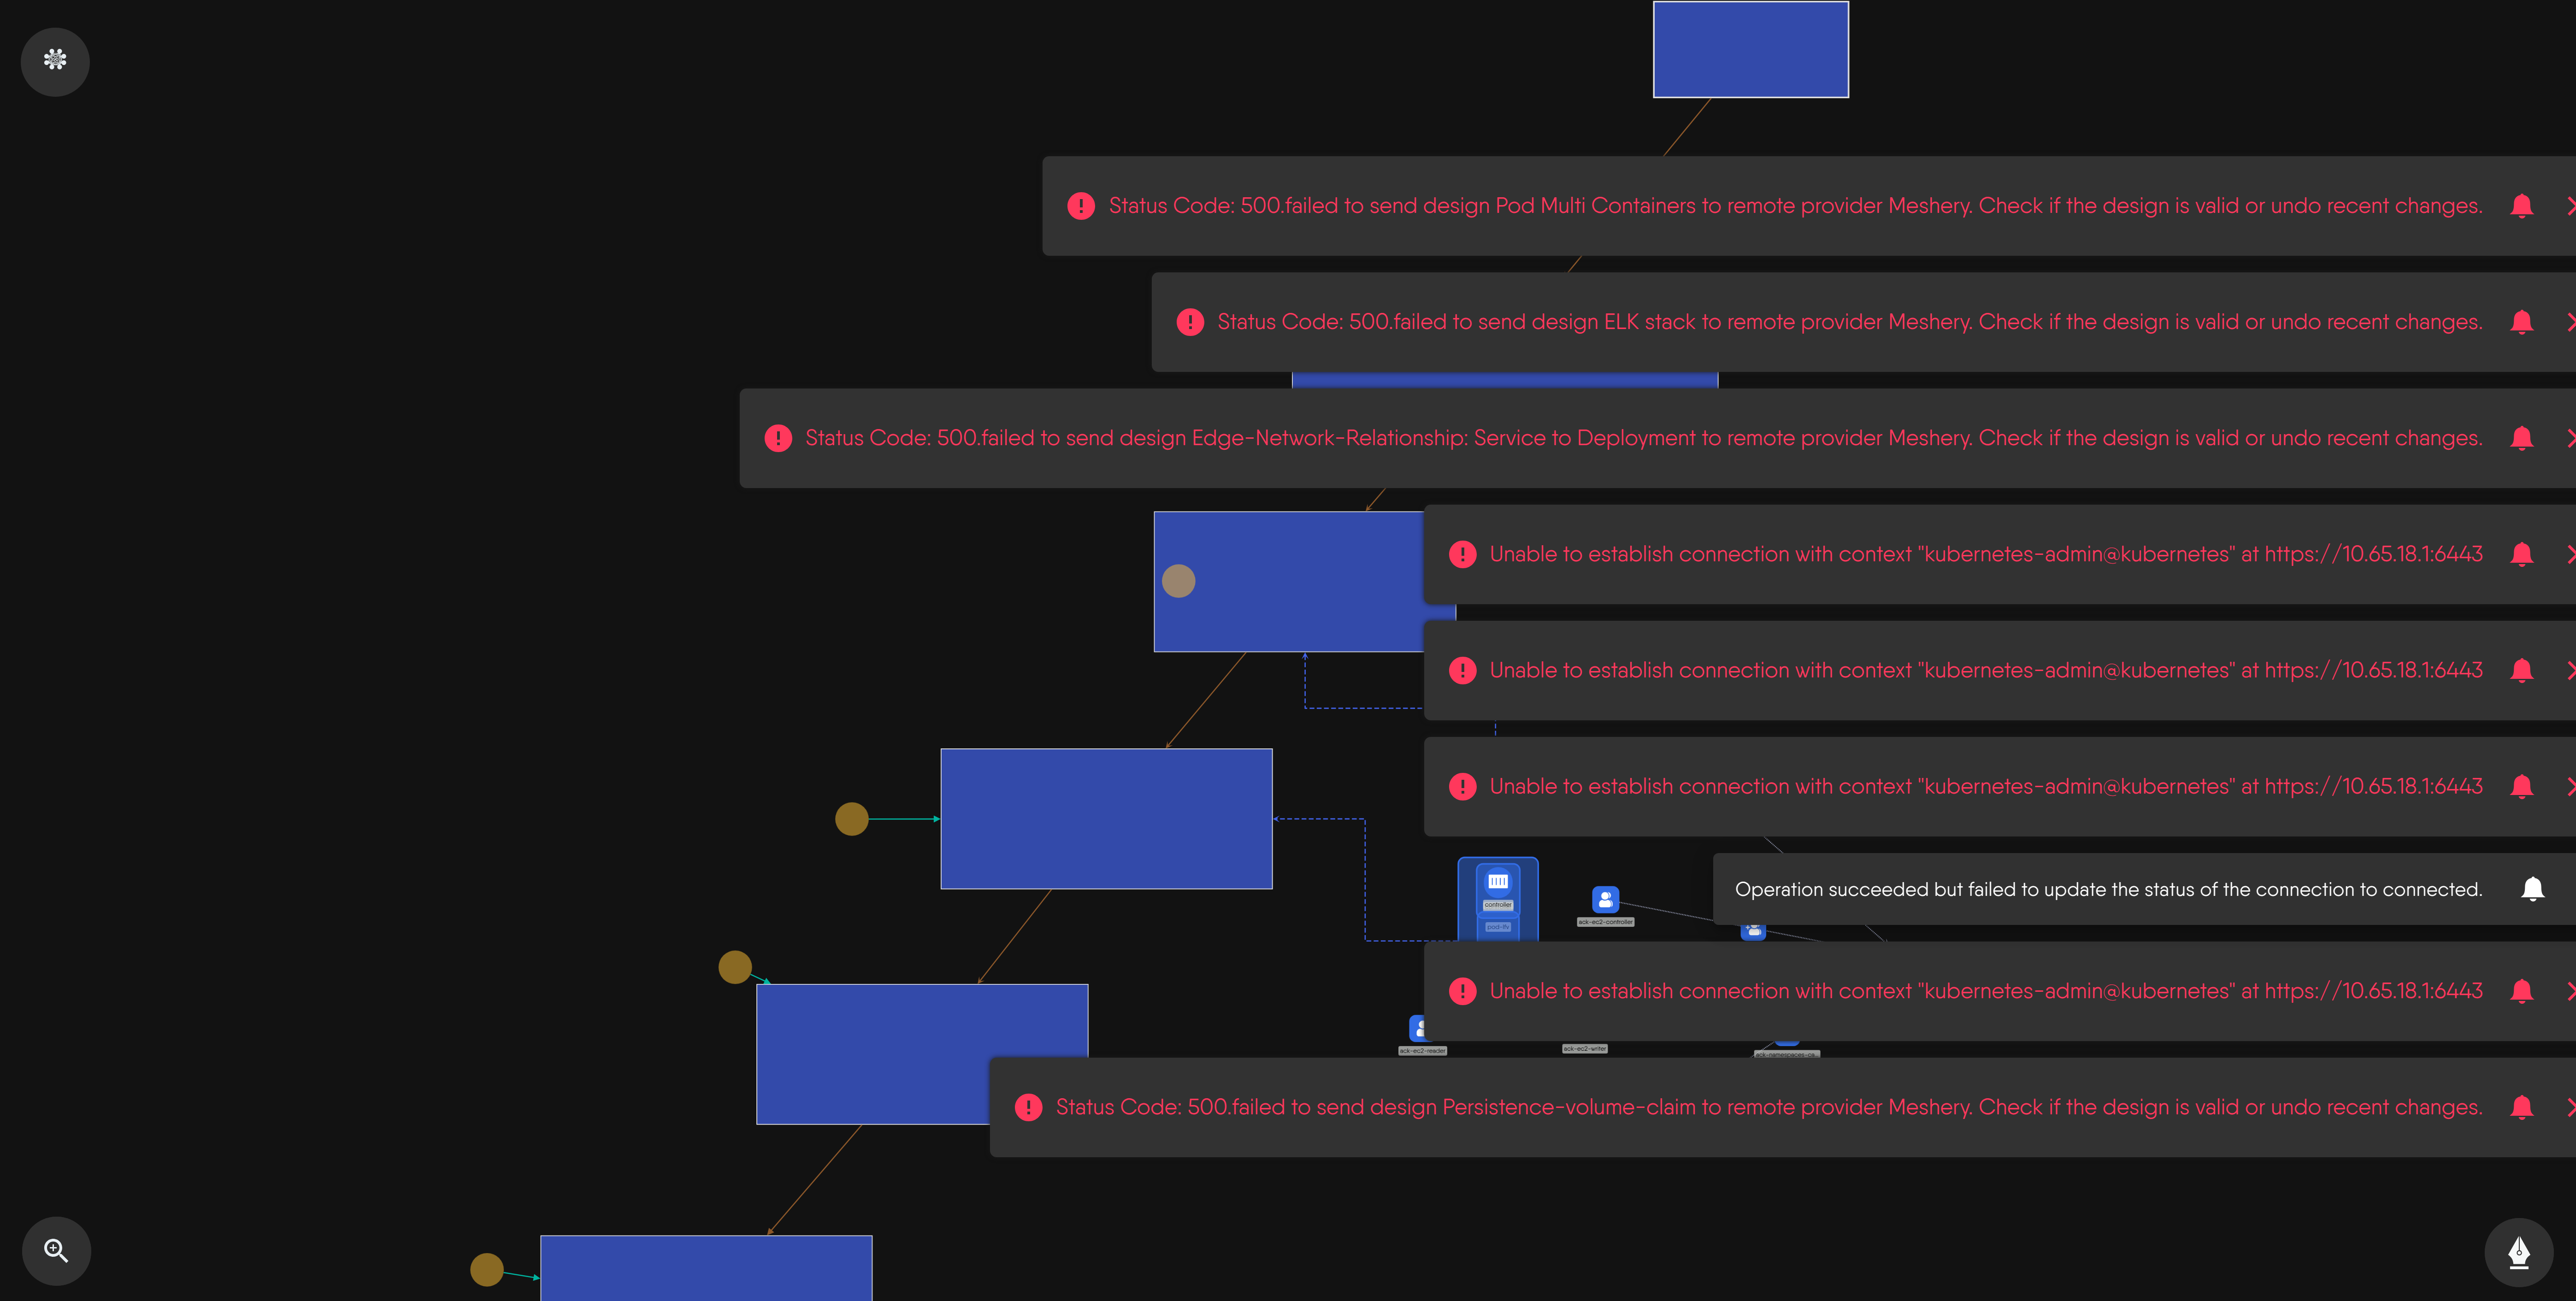 Status Code: 500.failed to send design Pod Multi Containers to remote provider Meshery. Check if the design is valid or undo recent changes.
Status Code: 500.failed to send design ELK stack to remote provider Meshery. Check if the design is valid or undo recent changes.
Status Code: 500.failed to send design Edge-Network-Relationship: Service to Deployment to remote provider Meshery. Check if the design is valid or undo recent changes.
Unable to establish connection with context "kubernetes-admin@kubernetes" at https://10.65.18.1:6443
Unable to establish connection with context "kubernetes-admin@kubernetes" at https://10.65.18.1:6443
Unable to establish connection with context "kubernetes-admin@kubernetes" at https://10.65.18.1:6443
Operation succeeded but failed to update the status of the connection to connected.
controller
ack-ec2-controller
Unable to establish connection with context "kubernetes-admin@kubernetes" at https://10.65.18.1:6443
ack-ec2-reader
ack-ec2-writer
Status Code: 500.failed to send design Persistence-volume-claim to remote provider Meshery. Check if the design is valid or undo recent changes.